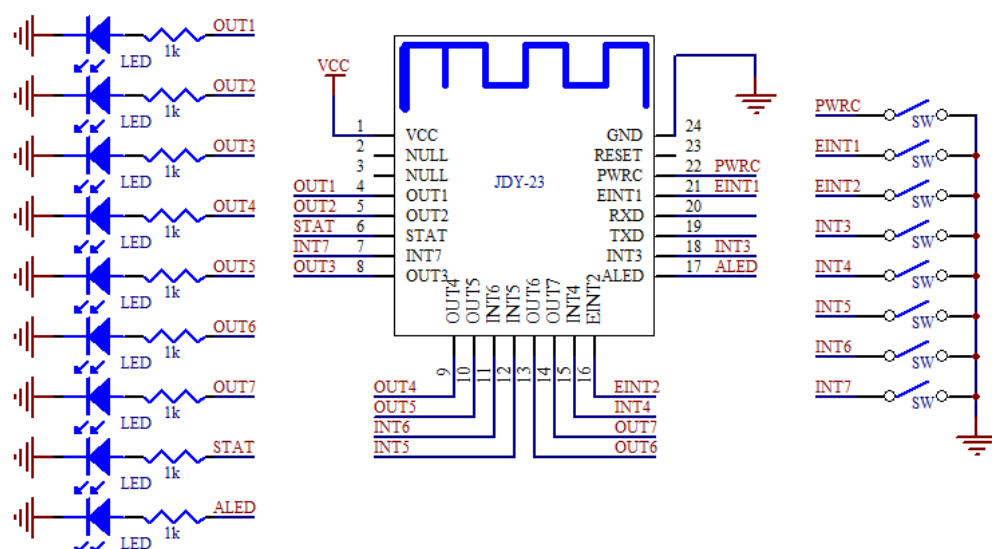 OUT1
LED
1k
OUT2
LED
1k
OUT3
LED
1k
OUT4
LED
1k
OUT5
LED
1k
OUT6
LED
1k
OUT7
LED
1k
STAT
LED
1k
ALED
LED
1k
VCC
JDY-23
1 VCC
2 NULL
3 NULL
OUT1 4 OUT1
OUT2 5 OUT2
STAT 6 STAT
INT7 7 INT7
OUT3 8 OUT3
GND 24
RESET 23
PWRC 22 PWRC
EINT1 21 EINT1
RXD 20
TXD 19
INT3 18 INT3
ALED 17 ALED
OUT4 OUT5 INT6 INT5 OUT6 OUT7 INT4 EINT2
9 10 11 12 13 14 15 16
OUT4 EINT2
OUT5 INT4
INT6 OUT7
INT5 OUT6
PWRC SW
EINT1 SW
EINT2 SW
INT3 SW
INT4 SW
INT5 SW
INT6 SW
INT7 SW